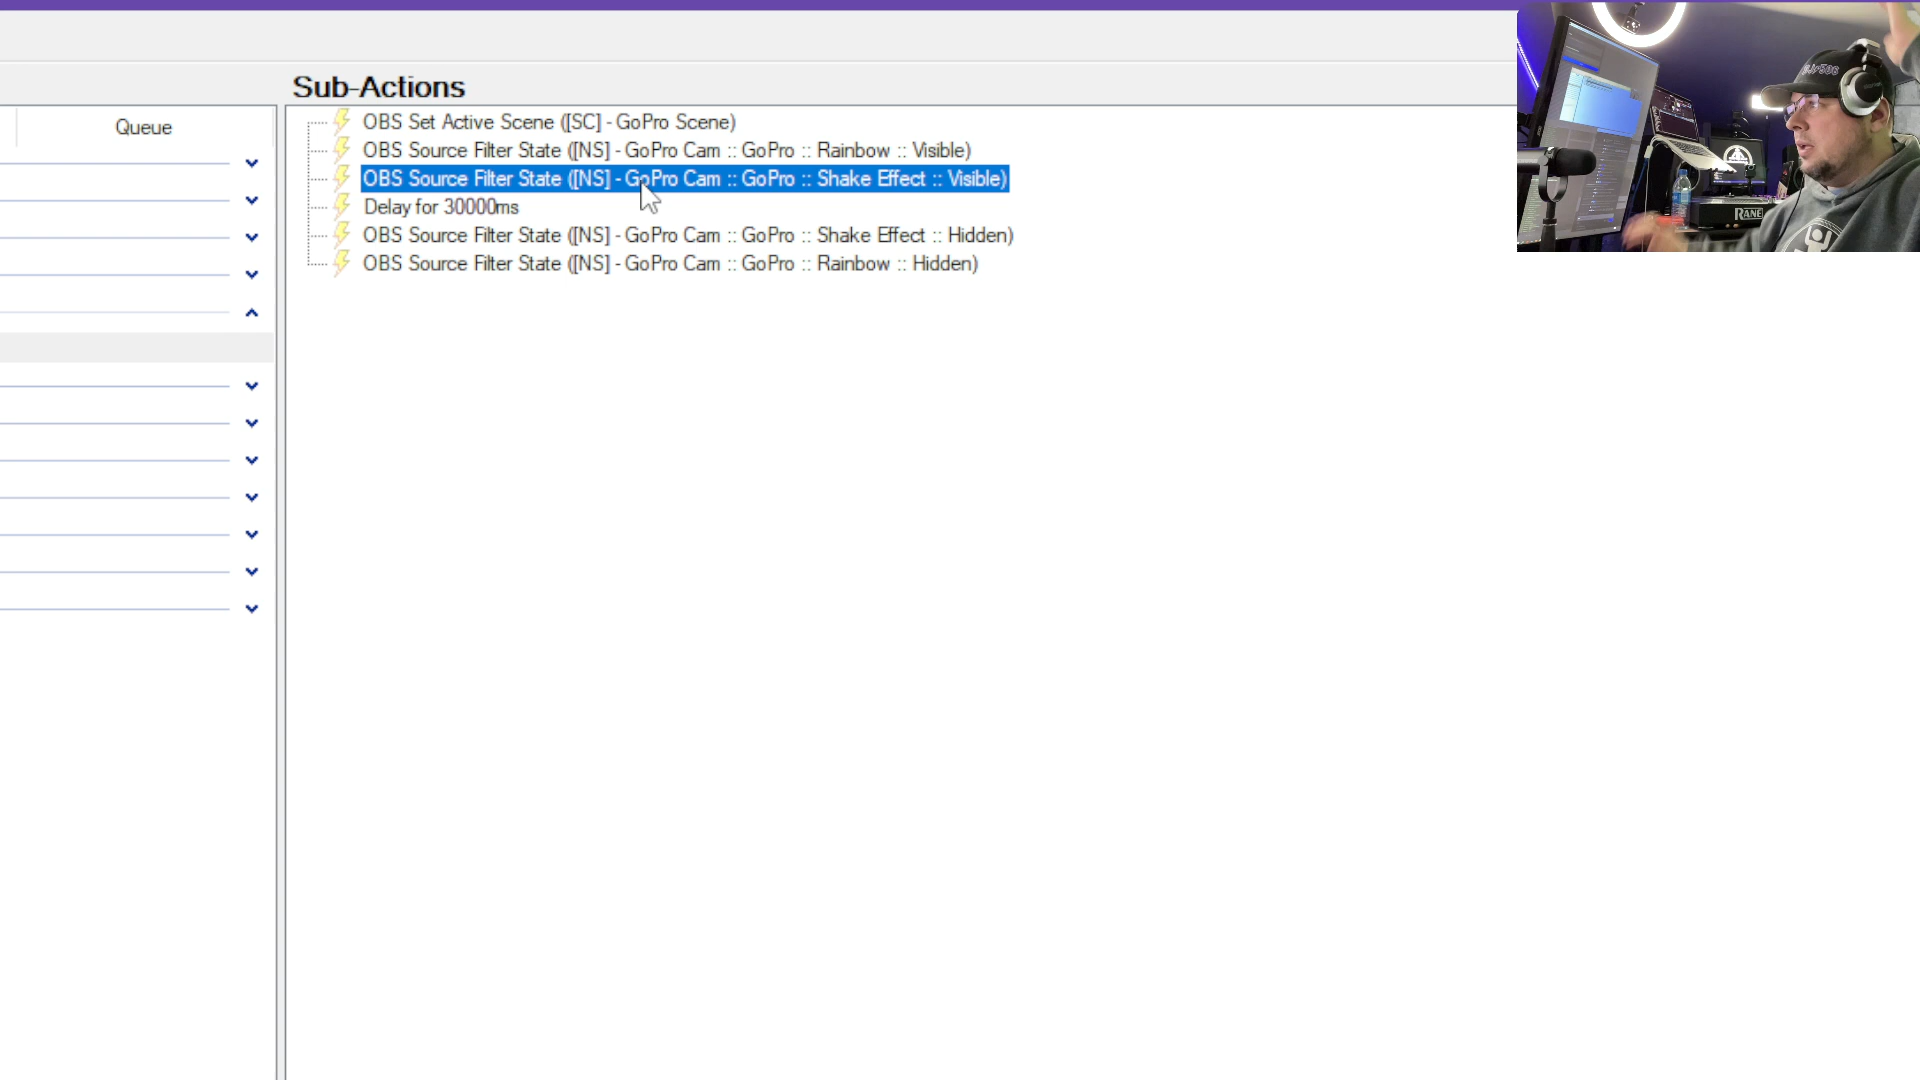 Sub-Actions
Queue
OBS Set Active Scene ([SC] - GoPro Scene)
OBS Source Filter State ([NS] - GoPro Cam :: GoPro :: Rainbow :: Visible)
OBS Source Filter State ([NS] - GoPro Cam :: GoPro :: Shake Effect :: Visible)
Delay for 30000ms
OBS Source Filter State ([NS] - GoPro Cam :: GoPro :: Shake Effect :: Hidden)
OBS Source Filter State ([NS] - GoPro Cam :: GoPro :: Rainbow :: Hidden)
RANE